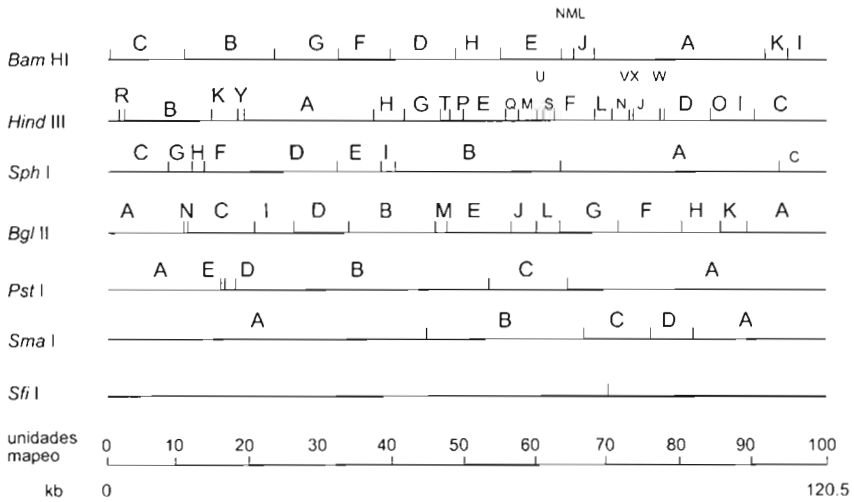 NML
Bam HI C B G F D H E J A K I
U VX W
Hind III R B K Y A H G T P E Q M S F L N J D O I C
Sph I C G H F D E I B A C
Bgl II A N C I D B M E J L G F H K A
Pst I A E D B C A
Sma I A B C D A
Sfi I
unidades mapeo 0 10 20 30 40 50 60 70 80 90 100
kb 0 120.5